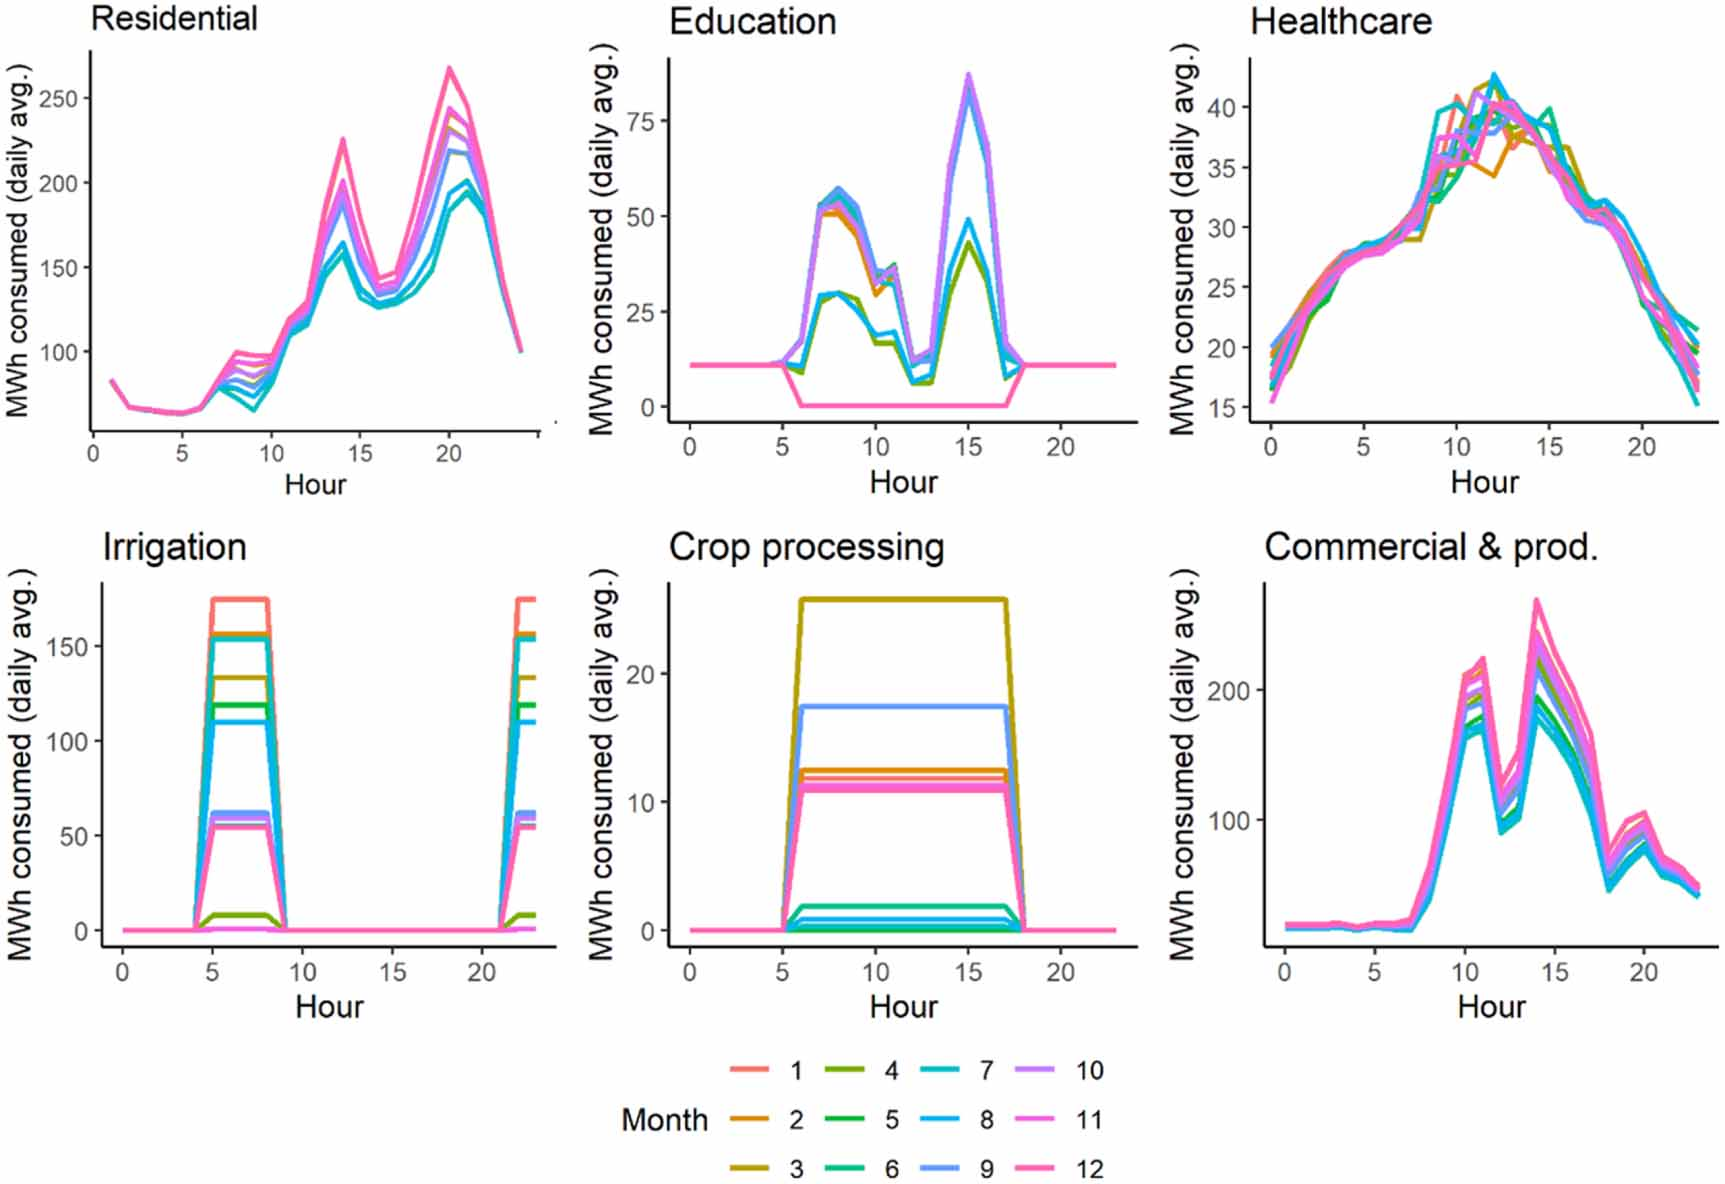 Residential
MWh consumed (daily avg.)
250
200
150
100
0 5 10 15 20
Hour
Education
MWh consumed (daily avg.)
75
50
25
0
0 5 10 15 20
Hour
Healthcare
MWh consumed (daily avg.)
40
35
30
25
20
15
0 5 10 15 20
Hour
Irrigation
MWh consumed (daily avg.)
150
100
50
0
0 5 10 15 20
Hour
Crop processing
MWh consumed (daily avg.)
20
10
0
0 5 10 15 20
Hour
Commercial & prod.
MWh consumed (daily avg.)
200
100
0 5 10 15 20
Hour
1 4 7 10
Month 2 5 8 11
3 6 9 12